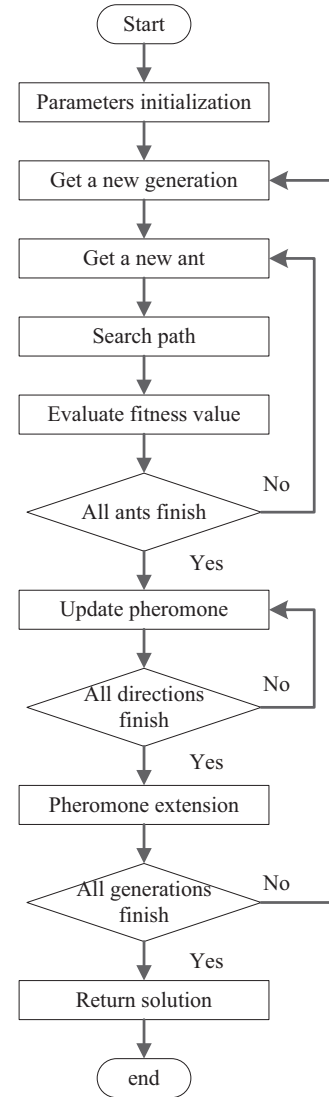 Start
Parameters initialization
Get a new generation
Get a new ant
Search path
Evaluate fitness value
No
All ants finish
Yes
Update pheromone
All directions
finish
No
Yes
Pheromone extension
All generations
finish
No
Yes
Return solution
end